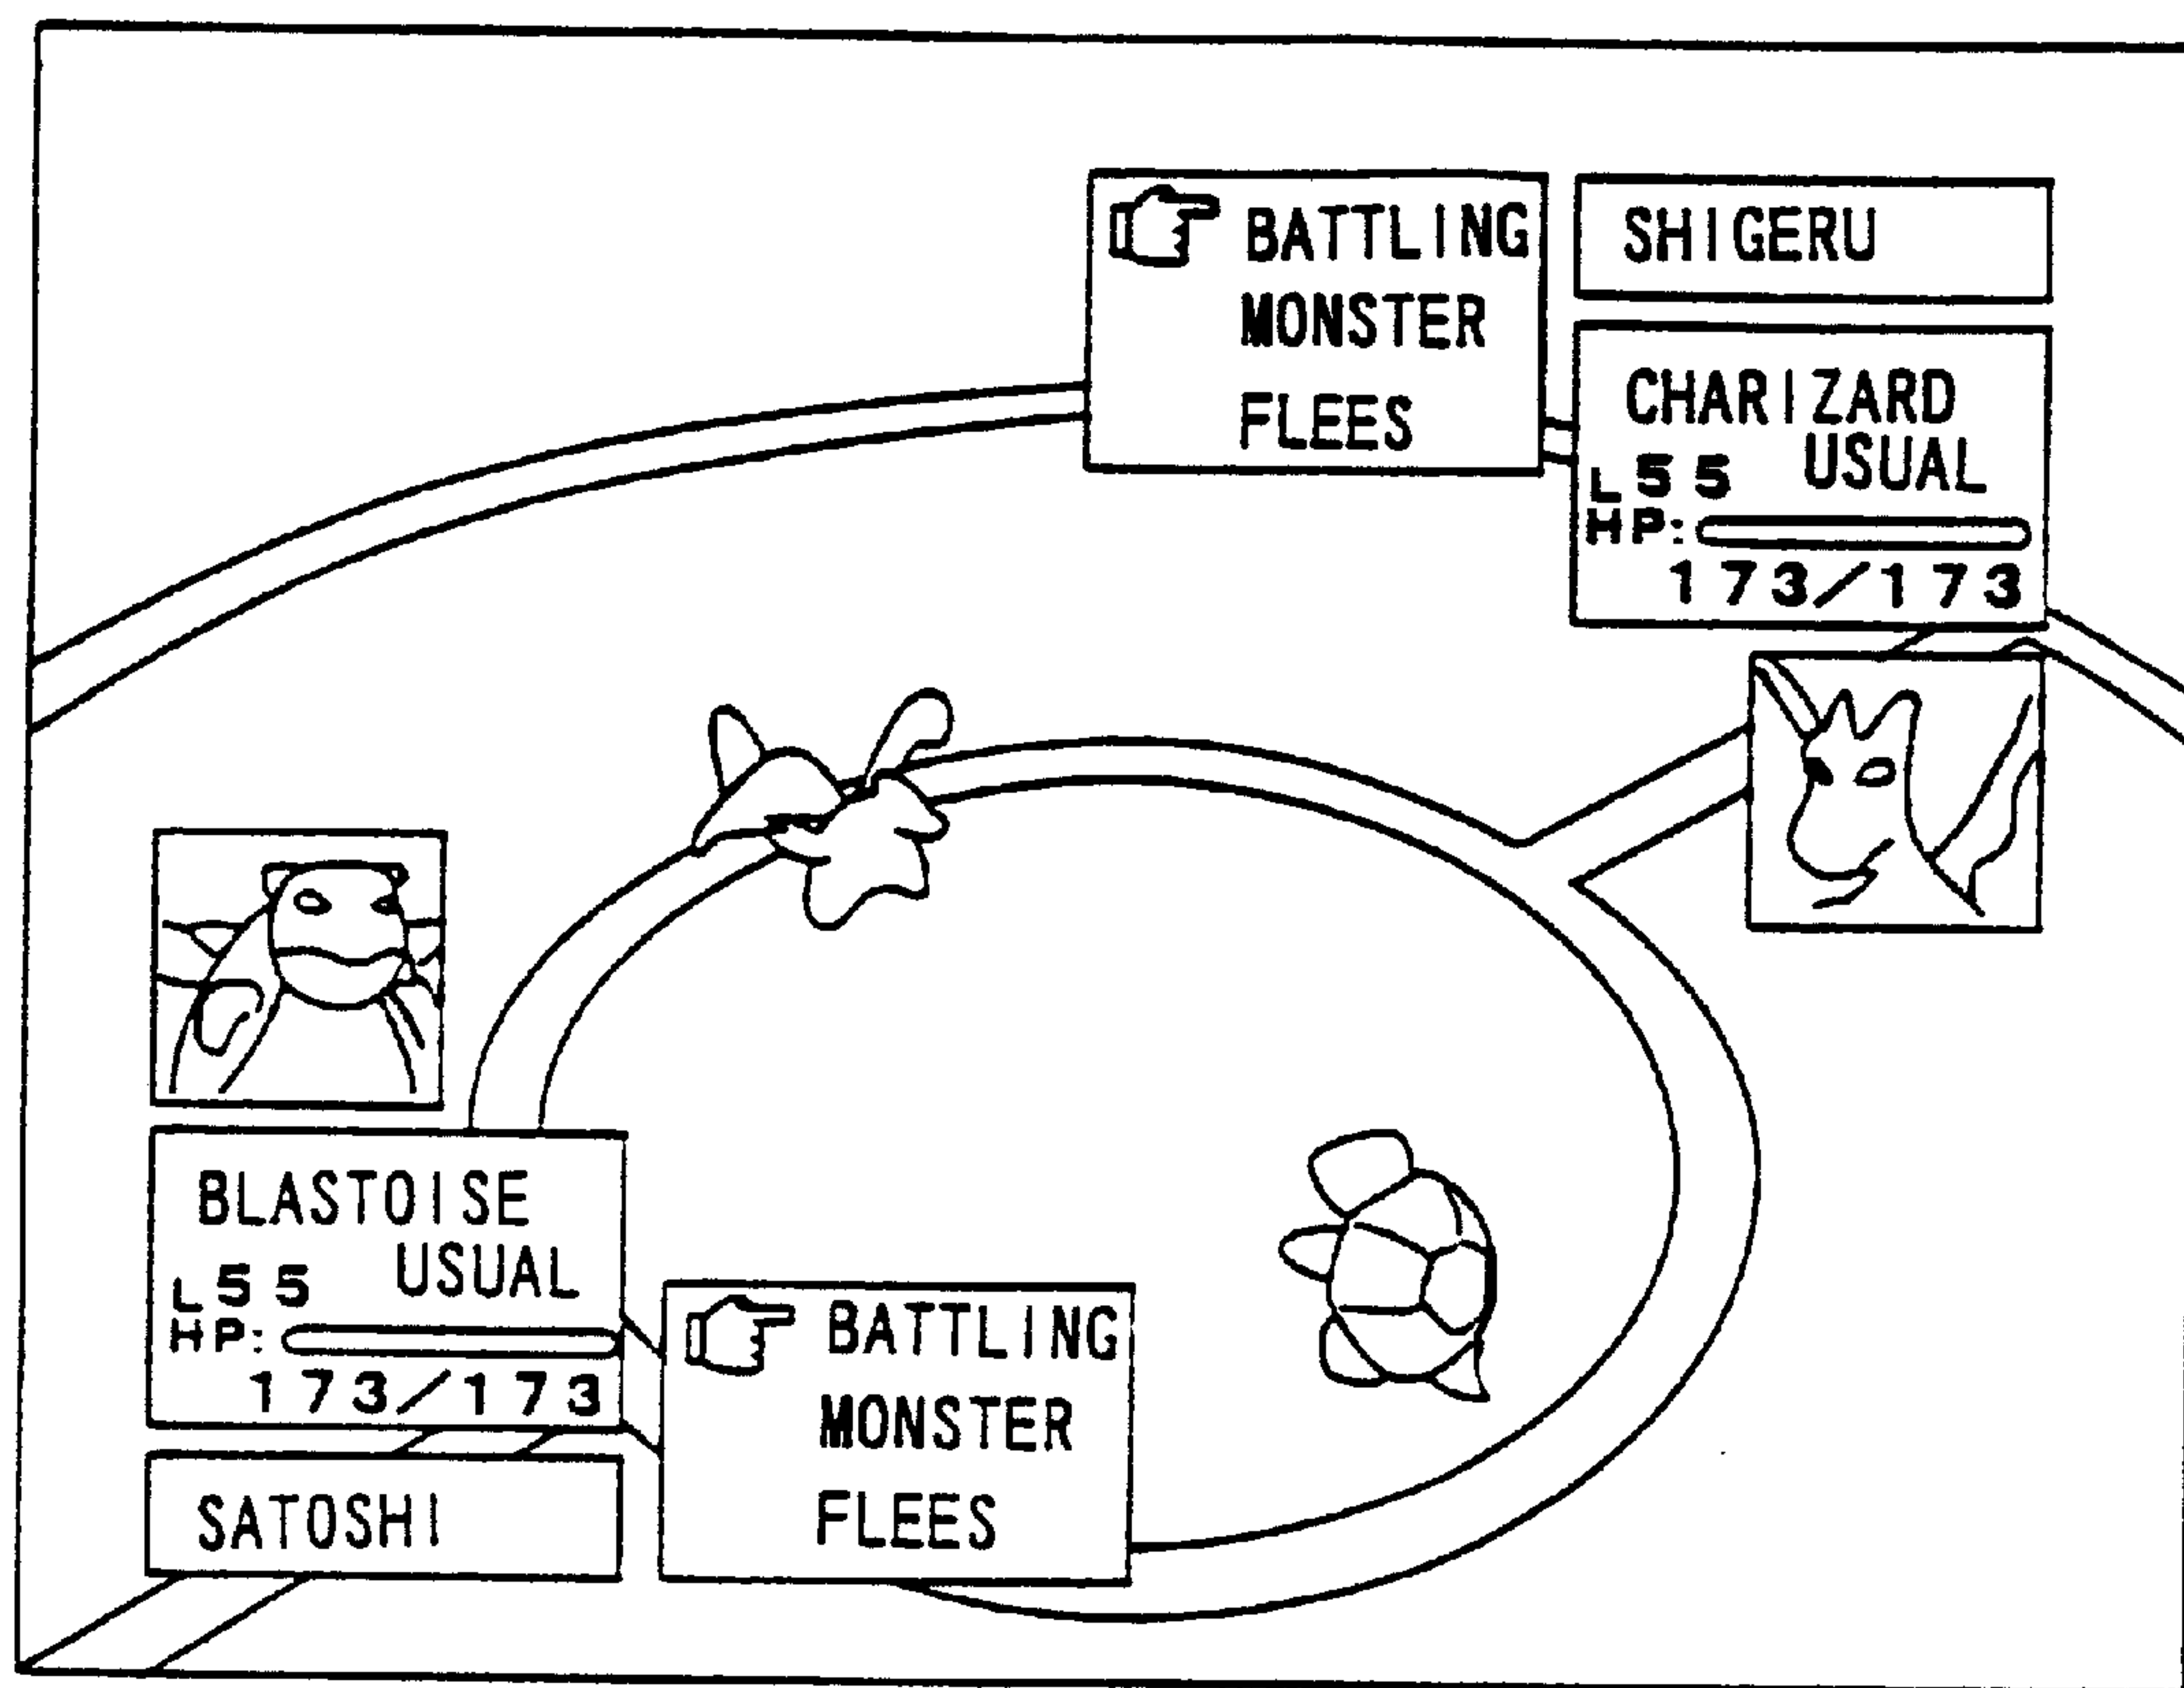 BATTLING
MONSTER
FLEES
SHIGERU
CHARIZARD
L55 USUAL
HP:
173/173
BLASTOISE
L55 USUAL
HP:
173/173
SATOSHI
BATTLING
MONSTER
FLEES